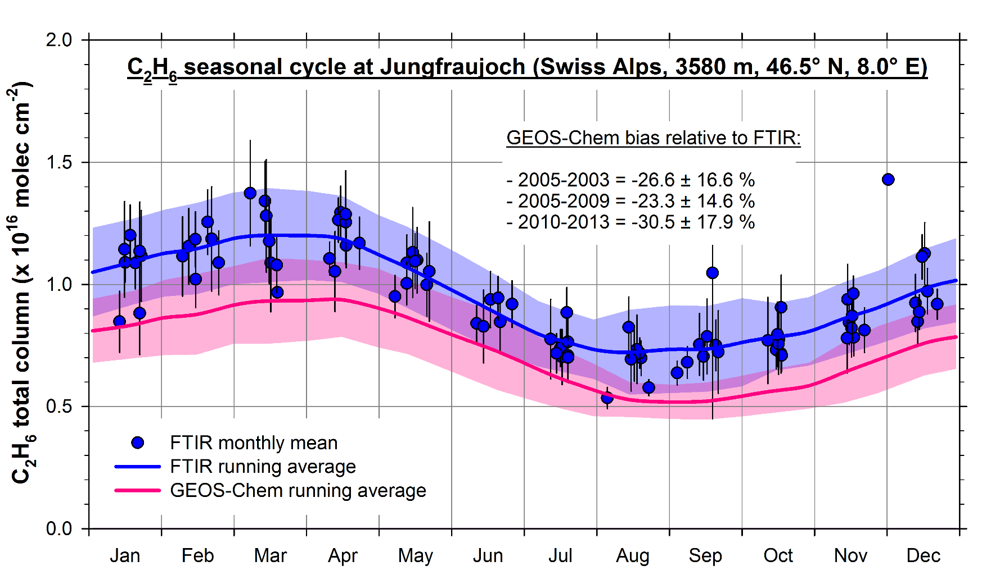 C₂H₆ seasonal cycle at Jungfraujoch (Swiss Alps, 3580 m, 46.5° N, 8.0° E)
C₂H₆ total column (x 10¹⁶ molec cm⁻²)
2.0
1.5
1.0
0.5
0.0
GEOS-Chem bias relative to FTIR:
- 2005-2003 = -26.6 ± 16.6 %
- 2005-2009 = -23.3 ± 14.6 %
- 2010-2013 = -30.5 ± 17.9 %
FTIR monthly mean
FTIR running average
GEOS-Chem running average
Jan Feb Mar Apr May Jun Jul Aug Sep Oct Nov Dec